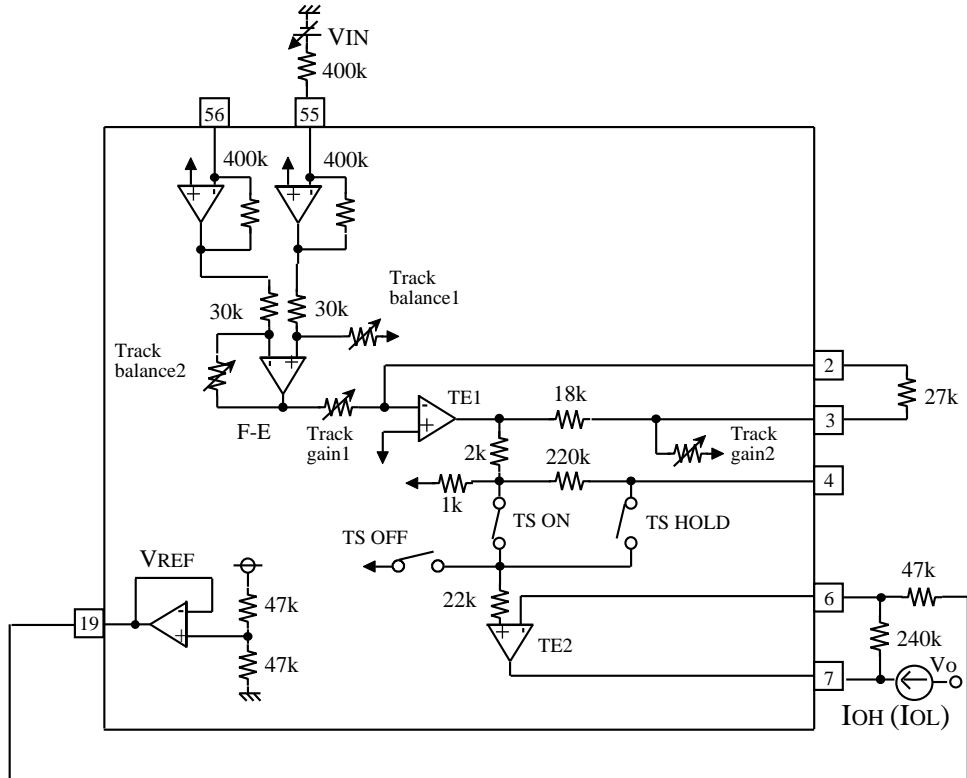 VIN
400k
56
55
400k
400k
+ -
+ -
Track
balance1
30k
30k
Track
balance2
- +
2
TE1
18k
27k
-
+
F-E
Track
gain1
3
Track
gain2
2k
220k
4
1k
TS ON
TS HOLD
TS OFF
VREF
47k
22k
6
47k
19
-
+
+ -
TE2
240k
47k
7
VO
IOH (IOL)